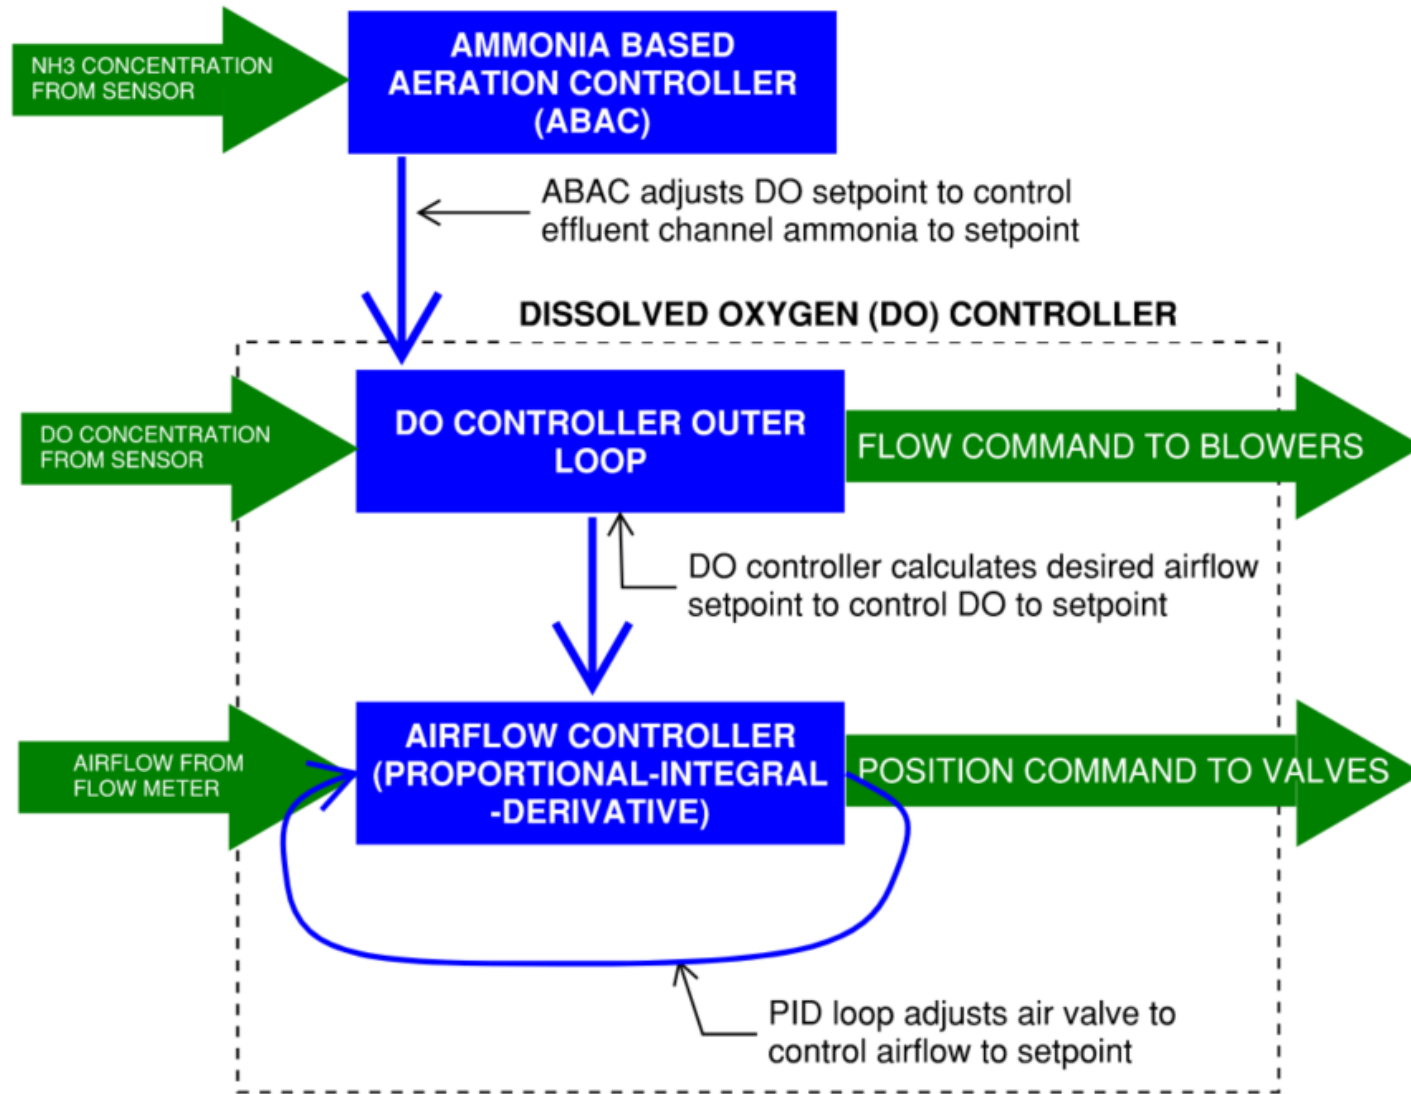 NH3 CONCENTRATION
FROM SENSOR
AMMONIA BASED
AERATION CONTROLLER
(ABAC)
ABAC adjusts DO setpoint to control
effluent channel ammonia to setpoint
DISSOLVED OXYGEN (DO) CONTROLLER
DO CONCENTRATION
FROM SENSOR
DO CONTROLLER OUTER
LOOP
FLOW COMMAND TO BLOWERS
DO controller calculates desired airflow
setpoint to control DO to setpoint
AIRFLOW FROM
FLOW METER
AIRFLOW CONTROLLER
(PROPORTIONAL-INTEGRAL
-DERIVATIVE)
POSITION COMMAND TO VALVES
PID loop adjusts air valve to
control airflow to setpoint